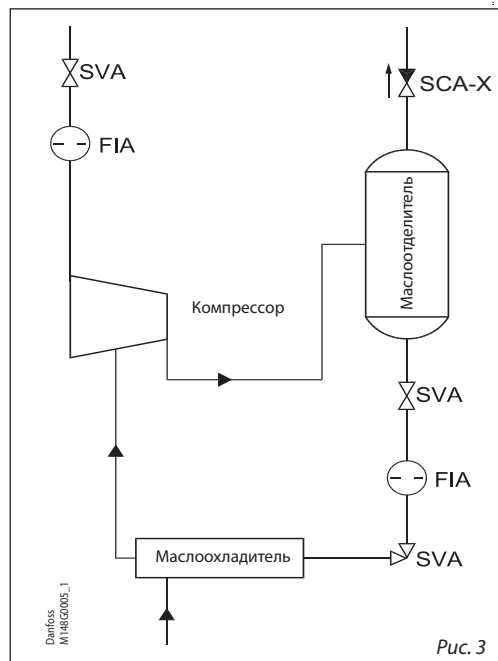 SVA
SCA-X
FIA
Маслоотделитель
Компрессор
SVA
FIA
Маслоохладитель
SVA
Danfoss
M148G0005_1
Рис. 3